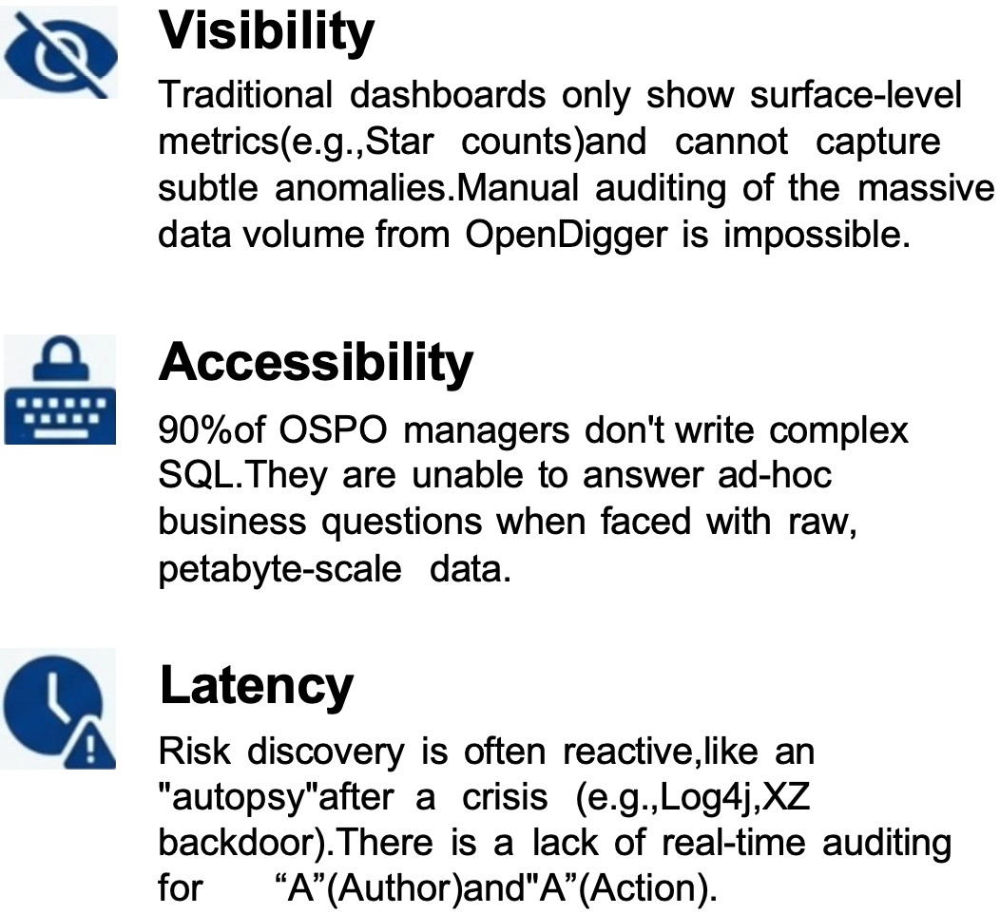 Visibility
Traditional dashboards only show surface-level
metrics(e.g.,Star counts)and cannot capture
subtle anomalies.Manual auditing of the massive
data volume from OpenDigger is impossible.
Accessibility
90%of OSPO managers don't write complex
SQL.They are unable to answer ad-hoc
business questions when faced with raw,
petabyte-scale data.
Latency
Risk discovery is often reactive,like an
"autopsy"after a crisis (e.g.,Log4j,XZ
backdoor).There is a lack of real-time auditing
for “A”(Author)and"A”(Action).